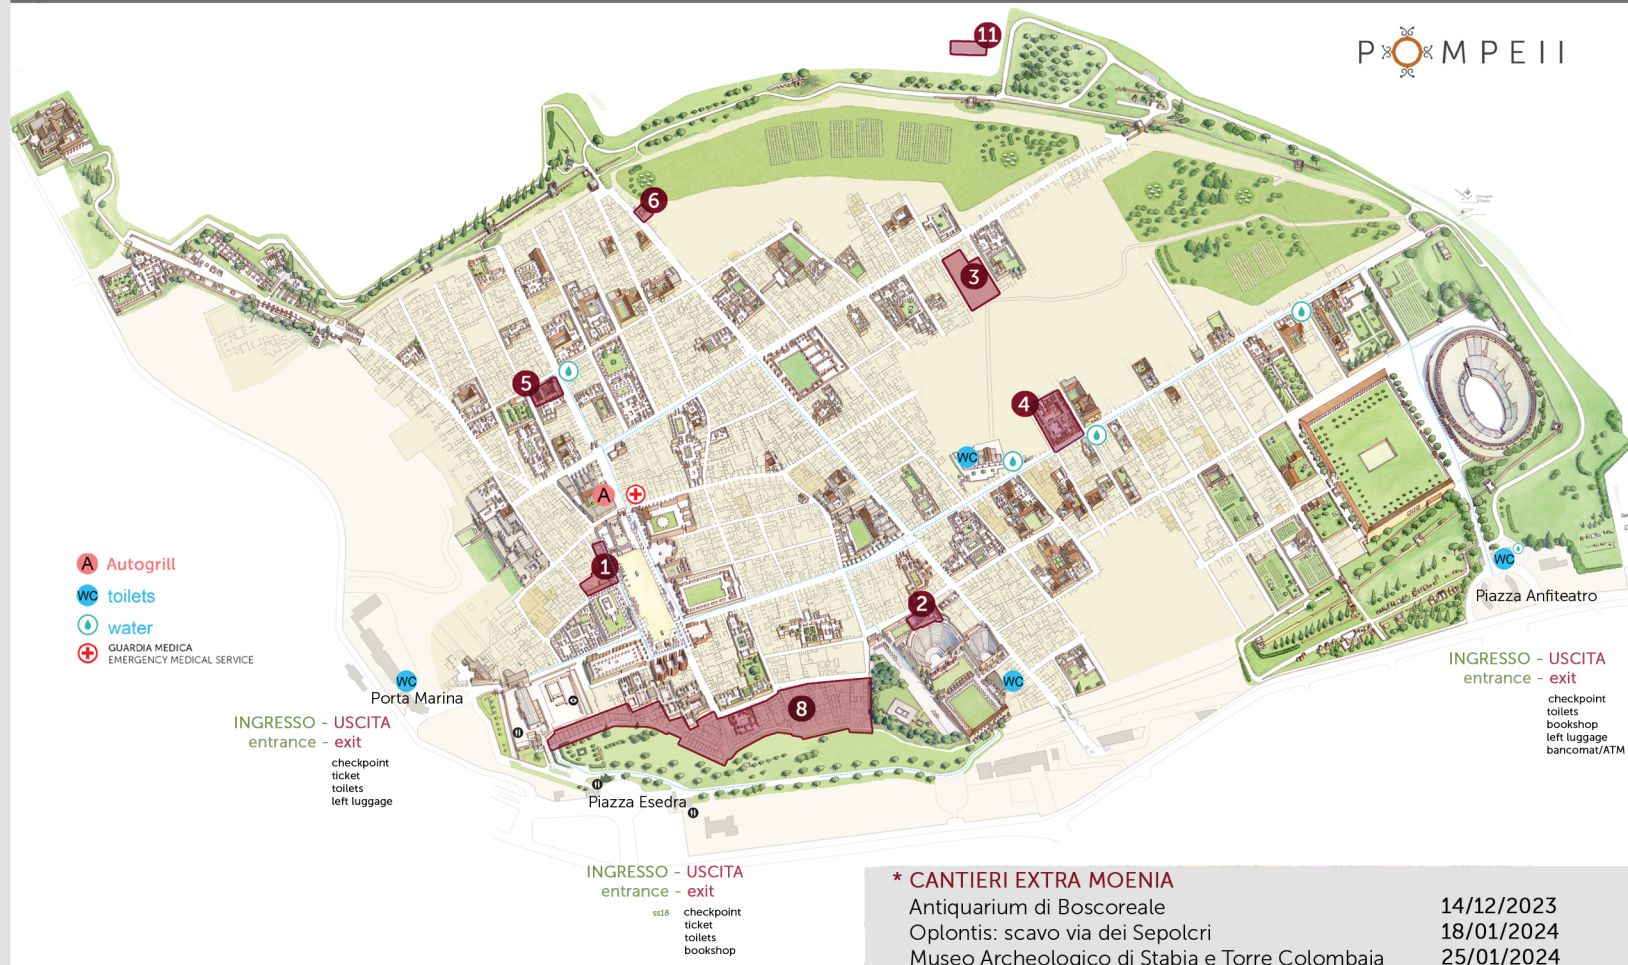 POMPEII
11
6
3
5
4
WC
A
1
2
WC
Piazza Anfiteatro
A Autogrill
WC toilets
water
GUARDIA MEDICA
EMERGENCY MEDICAL SERVICE
WC
Porta Marina
WC
8
INGRESSO - USCITA
entrance - exit
checkpoint
ticket
toilets
left luggage
INGRESSO - USCITA
entrance - exit
checkpoint
toilets
bookshop
left luggage
bancomat/ATM
Piazza Esedra
INGRESSO - USCITA
entrance - exit
ss18
checkpoint
ticket
toilets
bookshop
* CANTIERI EXTRA MOENIA
Antiquarium di Boscoreale 14/12/2023
Oplontis: scavo via dei Sepolcri 18/01/2024
Museo Archeologico di Stabia e Torre Colombaia 25/01/2024